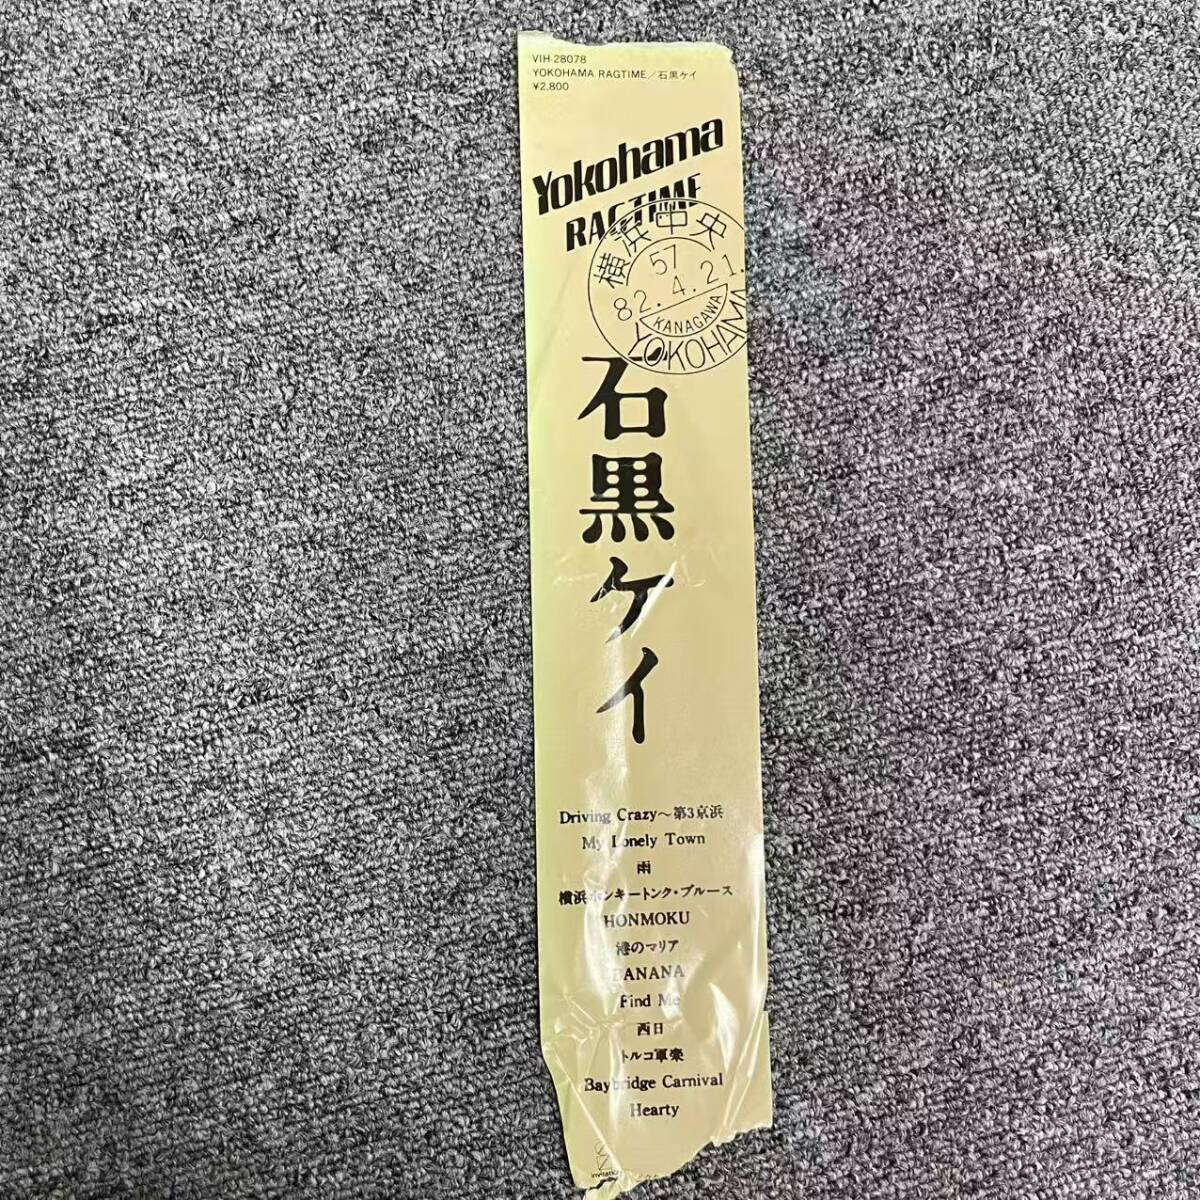 VIH-28078
YOKOHAMA RAGTIME／石黒ケイ
¥2,800
Yokohama
RAGTIME
横浜中央
57
82.4.21.
KANAGAWA
YOKOHAMA
石黒ケイ
Driving Crazy〜第3京浜
My Lonely Town
雨
横浜ホンキートンク・ブルース
HONMOKU
港のマリア
BANANA
Find Me
西日
トルコ軍楽
Baybridge Carnival
Hearty
invitation